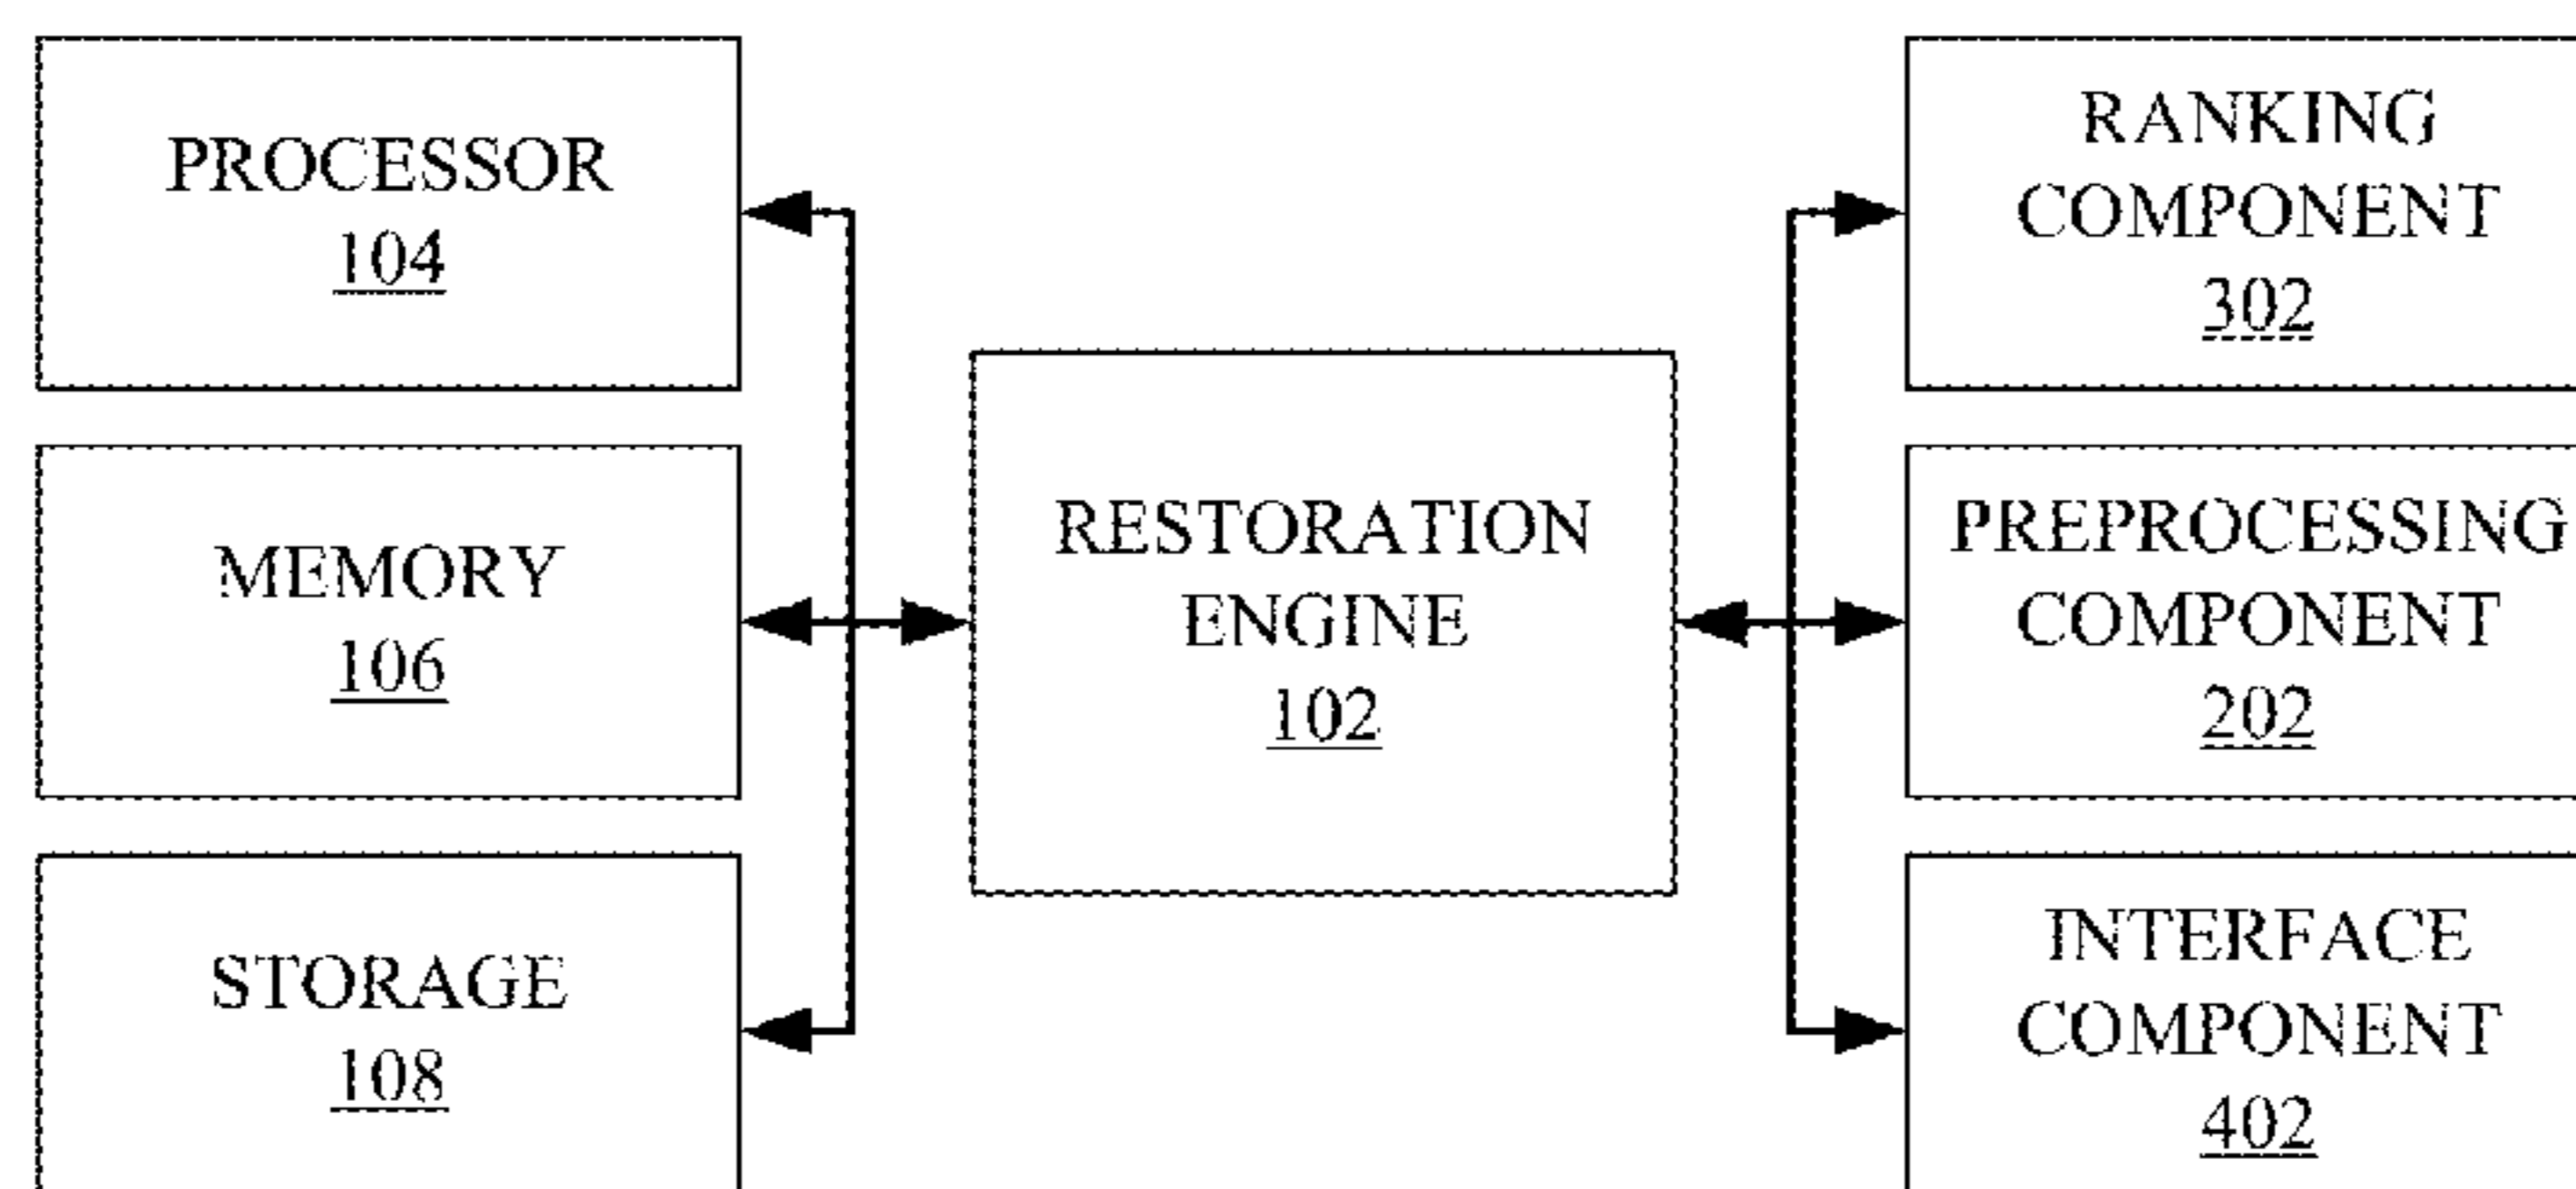 PROCESSOR
104
MEMORY
106
STORAGE
108
RESTORATION
ENGINE
102
RANKING
COMPONENT
302
PREPROCESSING
COMPONENT
202
INTERFACE
COMPONENT
402